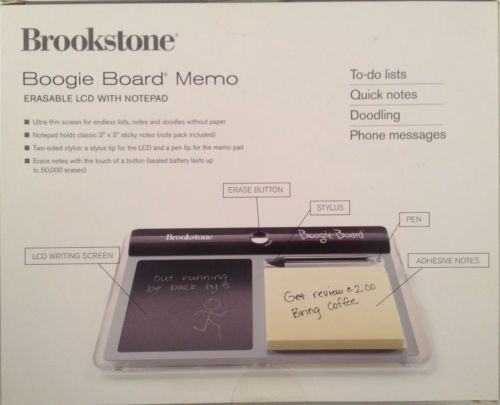 Brookstone®
Boogie Board® Memo
ERASABLE LCD WITH NOTEPAD
■ Ultra-thin screen for endless lists, notes and doodles without paper
■ Notepad holds classic 3" x 3" sticky notes (note pack included)
■ Two-sided stylus: a stylus tip for the LCD and a pen tip for the memo pad
■ Erase notes with the touch of a button (sealed battery lasts up
to 50,000 erases)
To-do lists
Quick notes
Doodling
Phone messages
ERASE BUTTON
STYLUS
PEN
LCD WRITING SCREEN
ADHESIVE NOTES
Brookstone
Boogie Board
Out running,
be back by 5
Get review @ 2:00
Bring Coffee